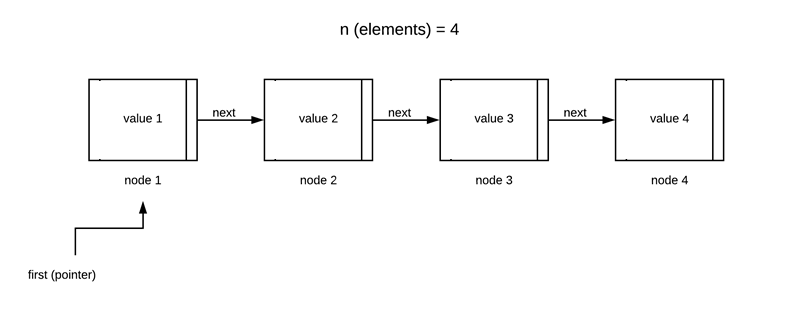 n (elements) = 4
value 1
next
value 2
next
value 3
next
value 4
node 1
node 2
node 3
node 4
first (pointer)